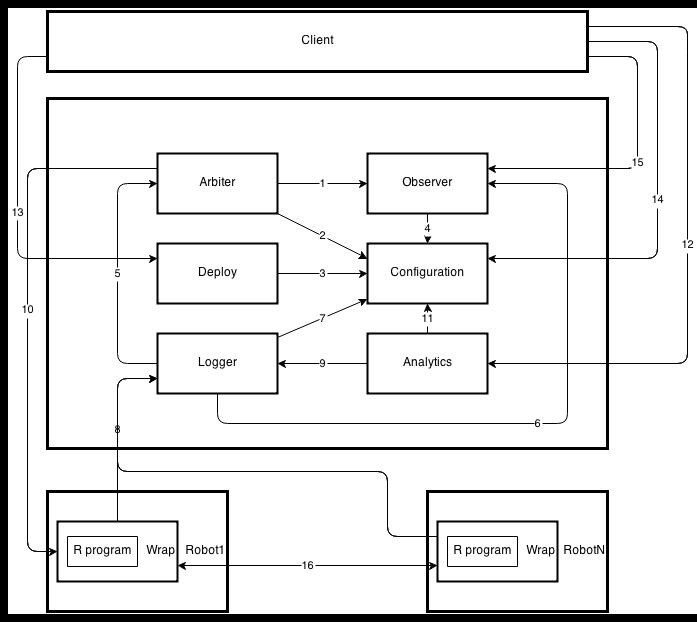 Client
15
Arbiter
1
Observer
14
13
4
2
12
5
Deploy
3
Configuration
10
7
11
Logger
9
Analytics
8
6
R program
Wrap
Robot1
R program
Wrap
RobotN
16